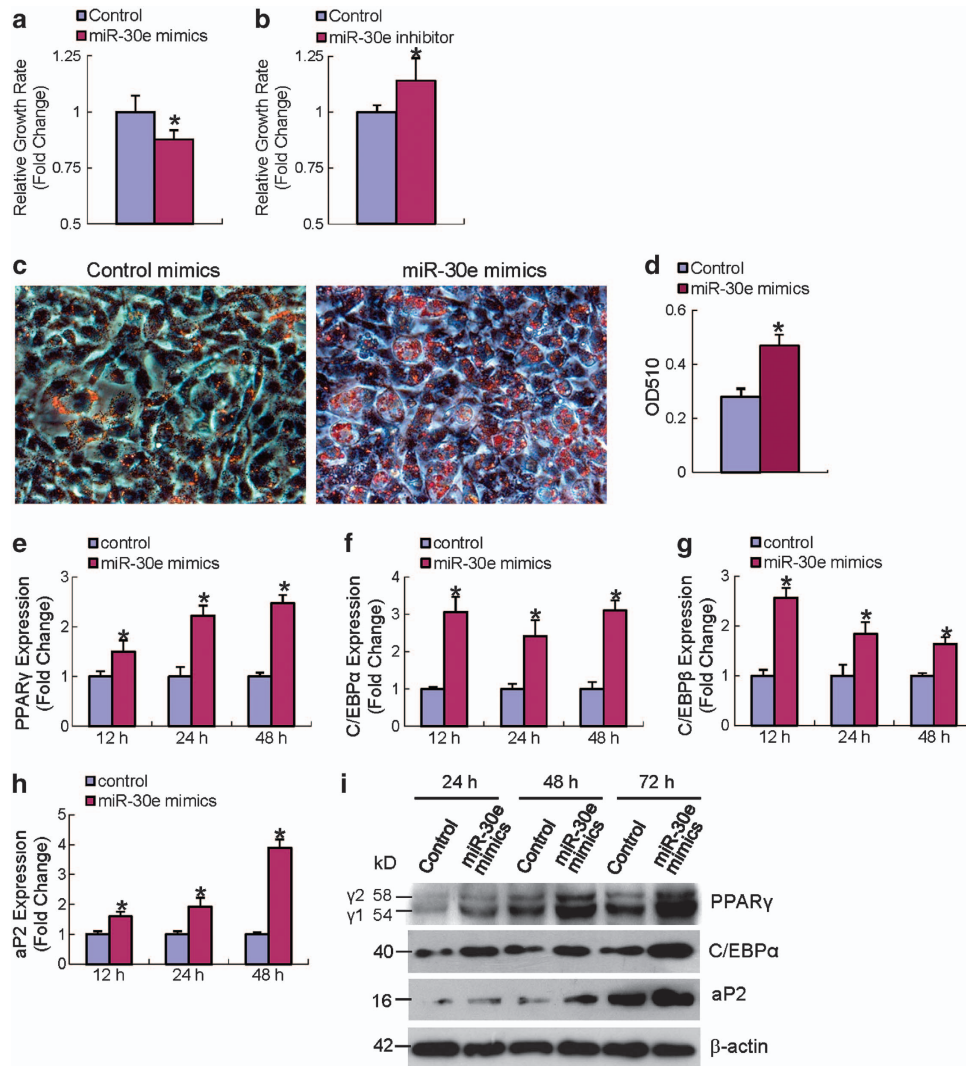 a
Control
miR-30e mimics
Relative Growth Rate
(Fold Change)
1.25
1
0.75
0.5
*
b
Control
miR-30e inhibitor
Relative Growth Rate
(Fold Change)
1.25
1
0.75
0.5
*
c
Control mimics
miR-30e mimics
d
Control
miR-30e mimics
OD510
0.6
0.4
0.2
0
*
e
control
miR-30e mimics
PPARγ Expression
(Fold Change)
3
2
1
0
*
*
*
12 h
24 h
48 h
f
control
miR-30e mimics
C/EBPα Expression
(Fold Change)
4
3
2
1
0
*
*
*
12 h
24 h
48 h
g
control
miR-30e mimics
C/EBPβ Expression
(Fold Change)
3
2
1
0
*
*
*
12 h
24 h
48 h
h
control
miR-30e mimics
aP2 Expression
(Fold Change)
5
4
3
2
1
0
*
*
*
12 h
24 h
48 h
i
24 h
48 h
72 h
Control
miR-30e
mimics
Control
miR-30e
mimics
Control
miR-30e
mimics
kD
γ2 58
γ1 54
PPARγ
40
C/EBPα
16
aP2
42
β-actin